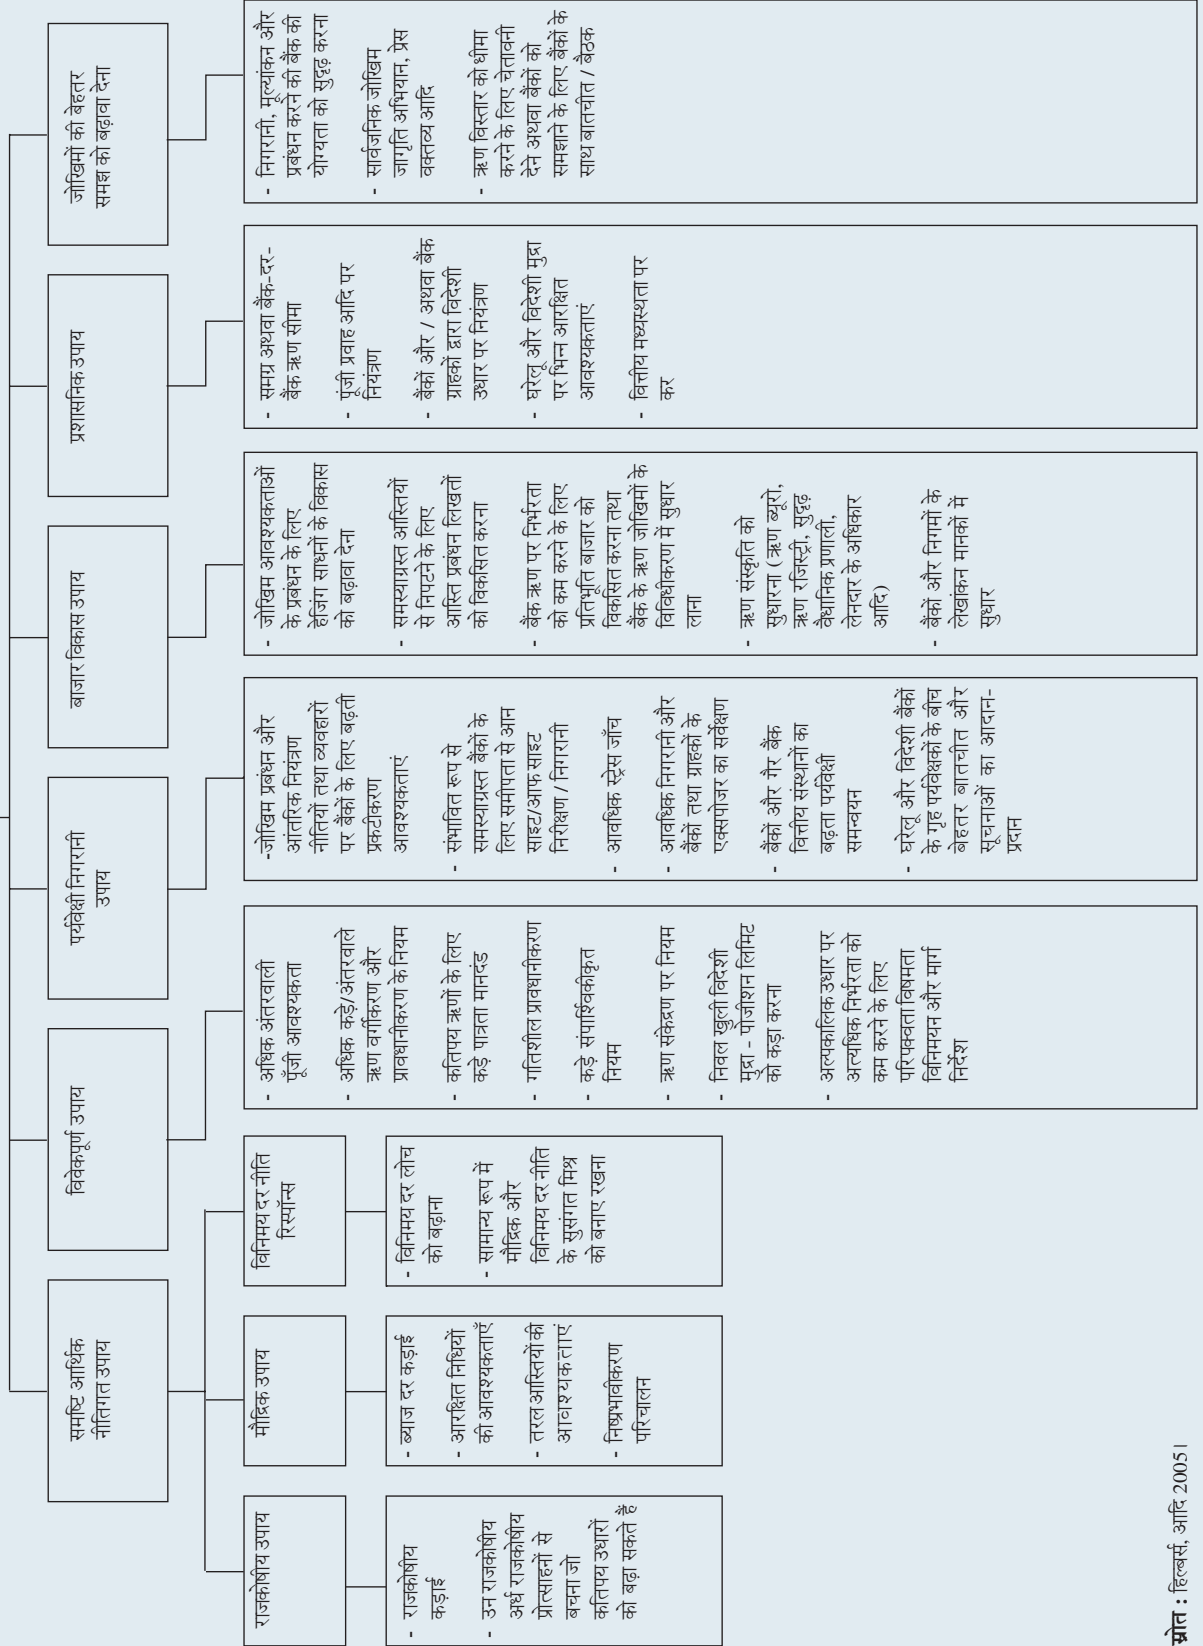 समष्टि आर्थिक
नीतिगत उपाय
विवेकपूर्ण उपाय
पर्यवेक्षी निगरानी
उपाय
बाजार विकास उपाय
प्रशासनिक उपाय
जोखिमों की बेहतर
समझ को बढ़ावा देना
राजकोषीय उपाय
मौद्रिक उपाय
विनिमय दर नीति
रिस्पॉन्स
- राजकोषीय
कड़ाई
- उन राजकोषीय
अर्ध राजकोषीय
प्रोत्साहनों से
बचना जो
कतिपय उधारों
को बढ़ा सकते हैं
- ब्याज दर कड़ाई
- आरक्षित निधियों
की आवश्यकताएँ
- तरल आस्तियों की
आवश्यकताएं
- निष्प्रभावीकरण
परिचालन
- विनिमय दर लोच
को बढ़ाना
- सामान्य रूप में
मौद्रिक और
विनिमय दर नीति
के सुसंगत मिश्र
को बनाए रखना
- अधिक अंतरवाली
पूँजी आवश्यकता
- अधिक कड़े/अंतरवाले
ऋण वर्गीकरण और
प्रावधानीकरण के नियम
- कतिपय ऋणों के लिए
कड़े पात्रता मानदंड
- गतिशील प्रावधानीकरण
- कड़े संपार्श्विकीकृत
नियम
- ऋण संकेद्रण पर नियम
- निवल खुली विदेशी
मुद्रा - पोजीशन लिमिट
को कड़ा करना
- अल्पकालिक उधार पर
अत्यधिक निर्भरता को
कम करने के लिए
परिपक्वता विषमता
विनिमयन और मार्ग
निर्देश
-जोखिम प्रबंधन और
आंतरिक नियंत्रण
नीतियों तथा व्यवहारों
पर बैंकों के लिए बढ़ती
प्रकटीकरण
आवश्यकताएं
- संभावित रूप से
समस्याग्रस्त बैंकों के
लिए समीपता से आन
साइट/आफ साइट
निरीक्षण / निगरानी
- आवधिक स्ट्रेस जाँच
- आवधिक निगरानी और
बैंकों तथा ग्राहकों के
एक्सपोजर का सर्वेक्षण
- बैंकों और गैर बैंक
वित्तीय संस्थानों का
बढ़ता पर्यवेक्षी
समन्वयन
- घरेलू और विदेशी बैंकों
के गृह पर्यवेक्षकों के बीच
बेहतर बातचीत और
सूचनाओं का आदान-
प्रदान
- जोखिम आवश्यकताओं
के प्रबंधन के लिए
हेजिंग साधनों के विकास
को बढ़ावा देना
- समस्याग्रस्त आस्तियों
से निपटने के लिए
आस्ति प्रबंधन लिखतों
को विकसित करना
- बैंक ऋण पर निर्भरता
को कम करने के लिए
प्रतिभूति बाजार को
विकसित करना तथा
बैंक के ऋण जोखिमों के
विविधीकरण में सुधार
लाना
- ऋण संस्कृति को
सुधारना (ऋण ब्यूरो,
ऋण रजिस्ट्री, सुदृढ़
वैधानिक प्रणाली,
लेनदार के अधिकार
आदि)
- बैंकों और निगमों के
लेखांकन मानकों में
सुधार
- समग्र अथवा बैंक-दर-
बैंक ऋण सीमा
- पूंजी प्रवाह आदि पर
नियंत्रण
- बैंकों और / अथवा बैंक
ग्राहकों द्वारा विदेशी
उधार पर नियंत्रण
- घरेलू और विदेशी मुद्रा
पर भिन्न आरक्षित
आवश्यकताएं
- वित्तीय मध्यस्थता पर
कर
- निगरानी, मूल्यांकन और
प्रबंधन करने की बैंक की
योग्यता को सुदृढ़ करना
- सार्वजनिक जोखिम
जागृति अभियान, प्रेस
वक्तव्य आदि
- ऋण विस्तार को धीमा
करने के लिए चेतावनी
देने अथवा बैंकों को
समझाने के लिए बैंकों के
साथ बातचीत / बैठक
स्रोत : हिल्बर्स, आदि 2005।